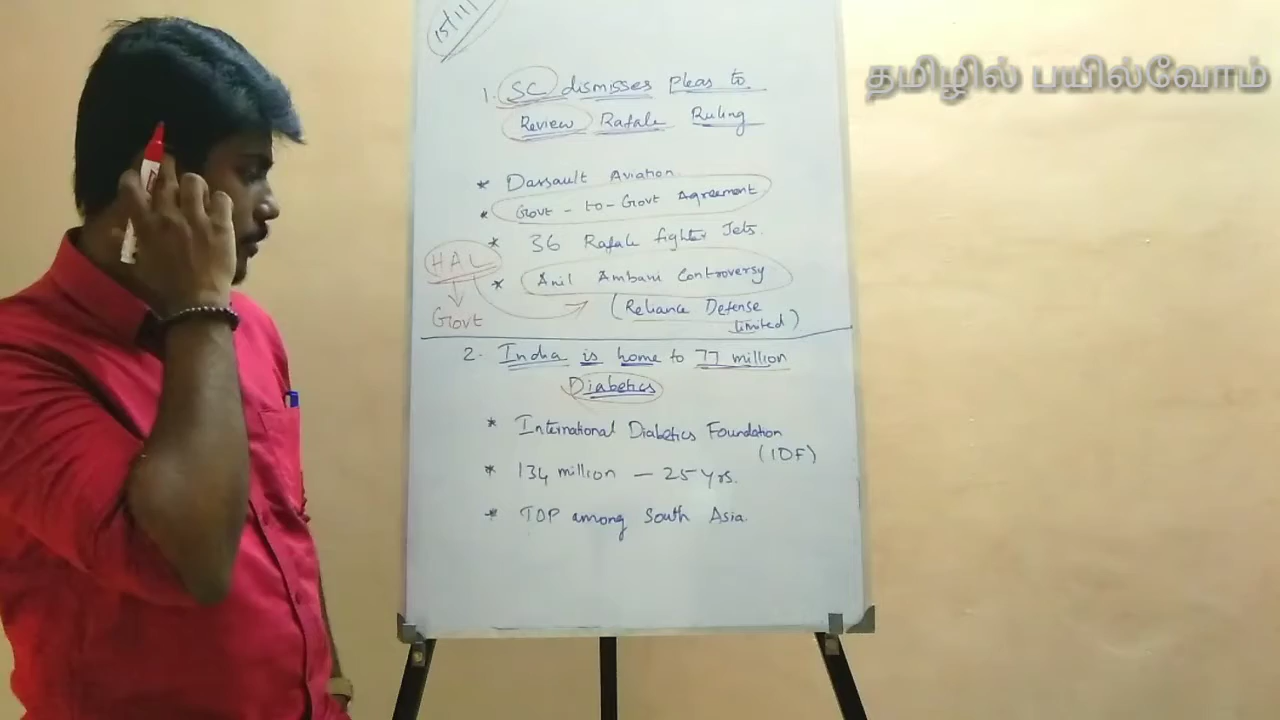 15/11/
தமிழில் பயில்வோம்
1. SC dismisses Pleas to
Review Rafale Ruling
* Dassault Aviation
* Govt - to - Govt Agreement
* 36 Rafale fighter Jets.
HAL
* Anil Ambani Controversy
(Reliance Defense
limited)
Govt
2. India is home to 77 million
Diabetics
* International Diabetics Foundation
(IDF)
* 134 million — 25 yrs.
* TOP among South Asia.